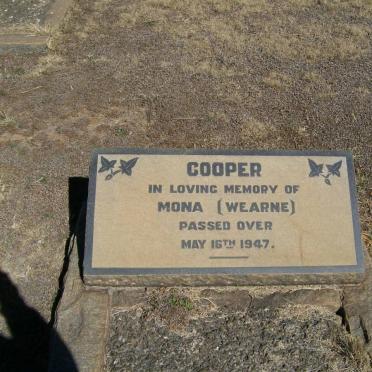 COOPER
IN LOVING MEMORY OF
MONA (WEARNE)
PASSED OVER
MAY 16TH 1947.